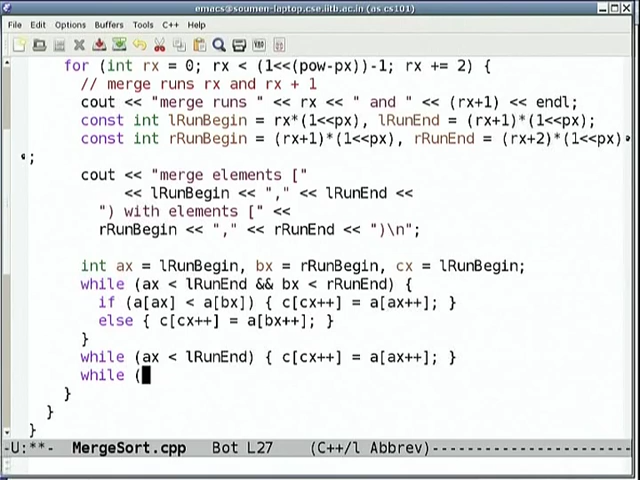 emacs@soumen-laptop.cse.iitb.ac.in (as cs101)
File Edit Options Buffers Tools C++ Help
for (int rx = 0; rx < (1<<(pow-px))-1; rx += 2) {
// merge runs rx and rx + 1
cout << "merge runs " << rx << " and " << (rx+1) << endl;
const int lRunBegin = rx*(1<<px), lRunEnd = (rx+1)*(1<<px);
const int rRunBegin = (rx+1)*(1<<px), rRunEnd = (rx+2)*(1<<px)
;
cout << "merge elements ["
<< lRunBegin << "," << lRunEnd <<
") with elements [" <<
rRunBegin << "," << rRunEnd << ")\n";
int ax = lRunBegin, bx = rRunBegin, cx = lRunBegin;
while (ax < lRunEnd && bx < rRunEnd) {
if (a[ax] < a[bx]) { c[cx++] = a[ax++]; }
else { c[cx++] = a[bx++]; }
}
while (ax < lRunEnd) { c[cx++] = a[ax++]; }
while (
}
}
}
-U:**- MergeSort.cpp Bot L27 (C++/l Abbrev)------------------------------